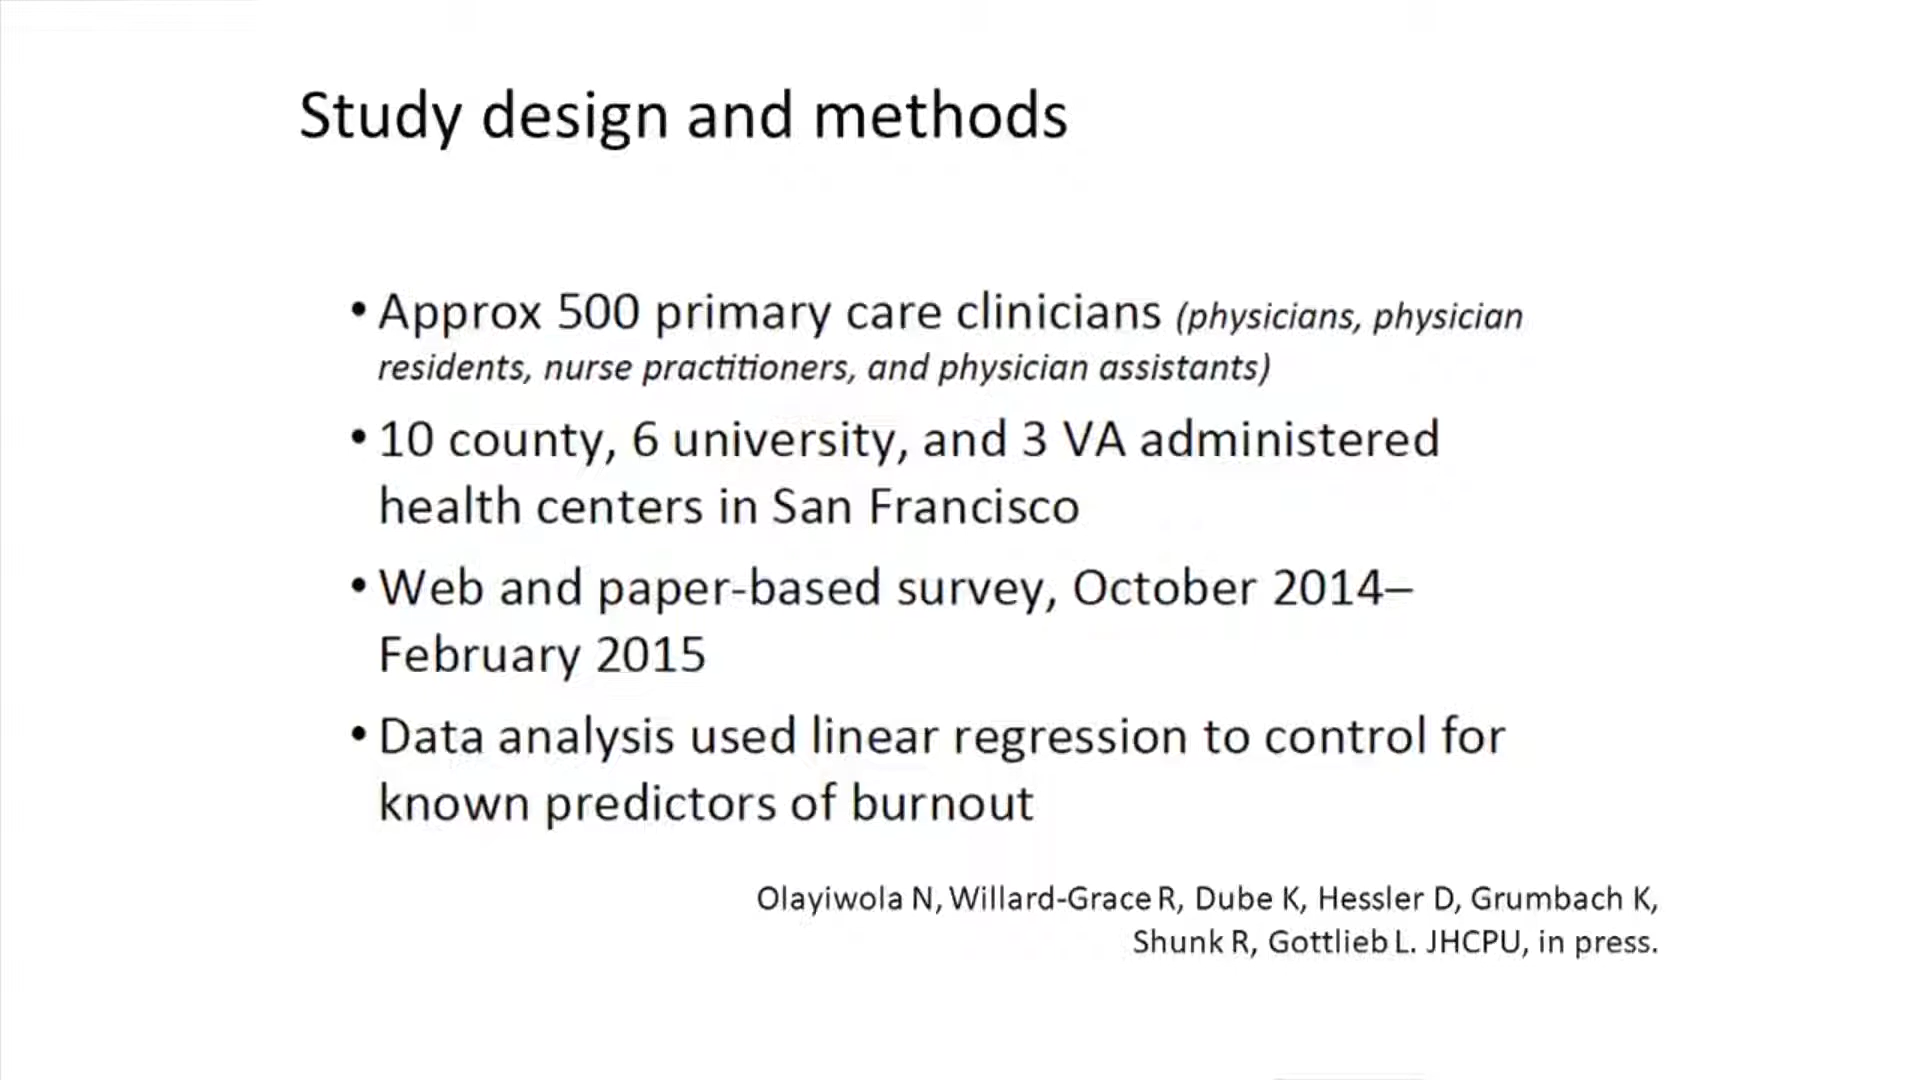 Study design and methods
• Approx 500 primary care clinicians (physicians, physician
residents, nurse practitioners, and physician assistants)
• 10 county, 6 university, and 3 VA administered
health centers in San Francisco
• Web and paper-based survey, October 2014–
February 2015
• Data analysis used linear regression to control for
known predictors of burnout
Olayiwola N, Willard-Grace R, Dube K, Hessler D, Grumbach K,
Shunk R, Gottlieb L. JHCPU, in press.